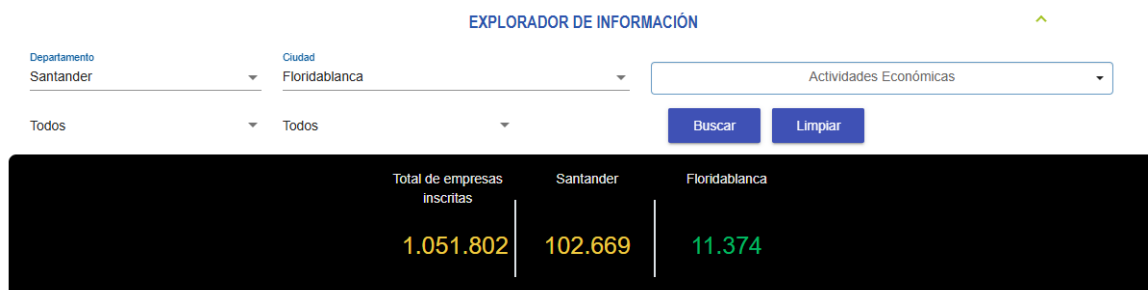 EXPLORADOR DE INFORMACIÓN
Departamento
Santander
Ciudad
Floridablanca
Actividades Económicas
Todos
Todos
Buscar
Limpiar
Total de empresas
inscritas
1.051.802
Santander
102.669
Floridablanca
11.374